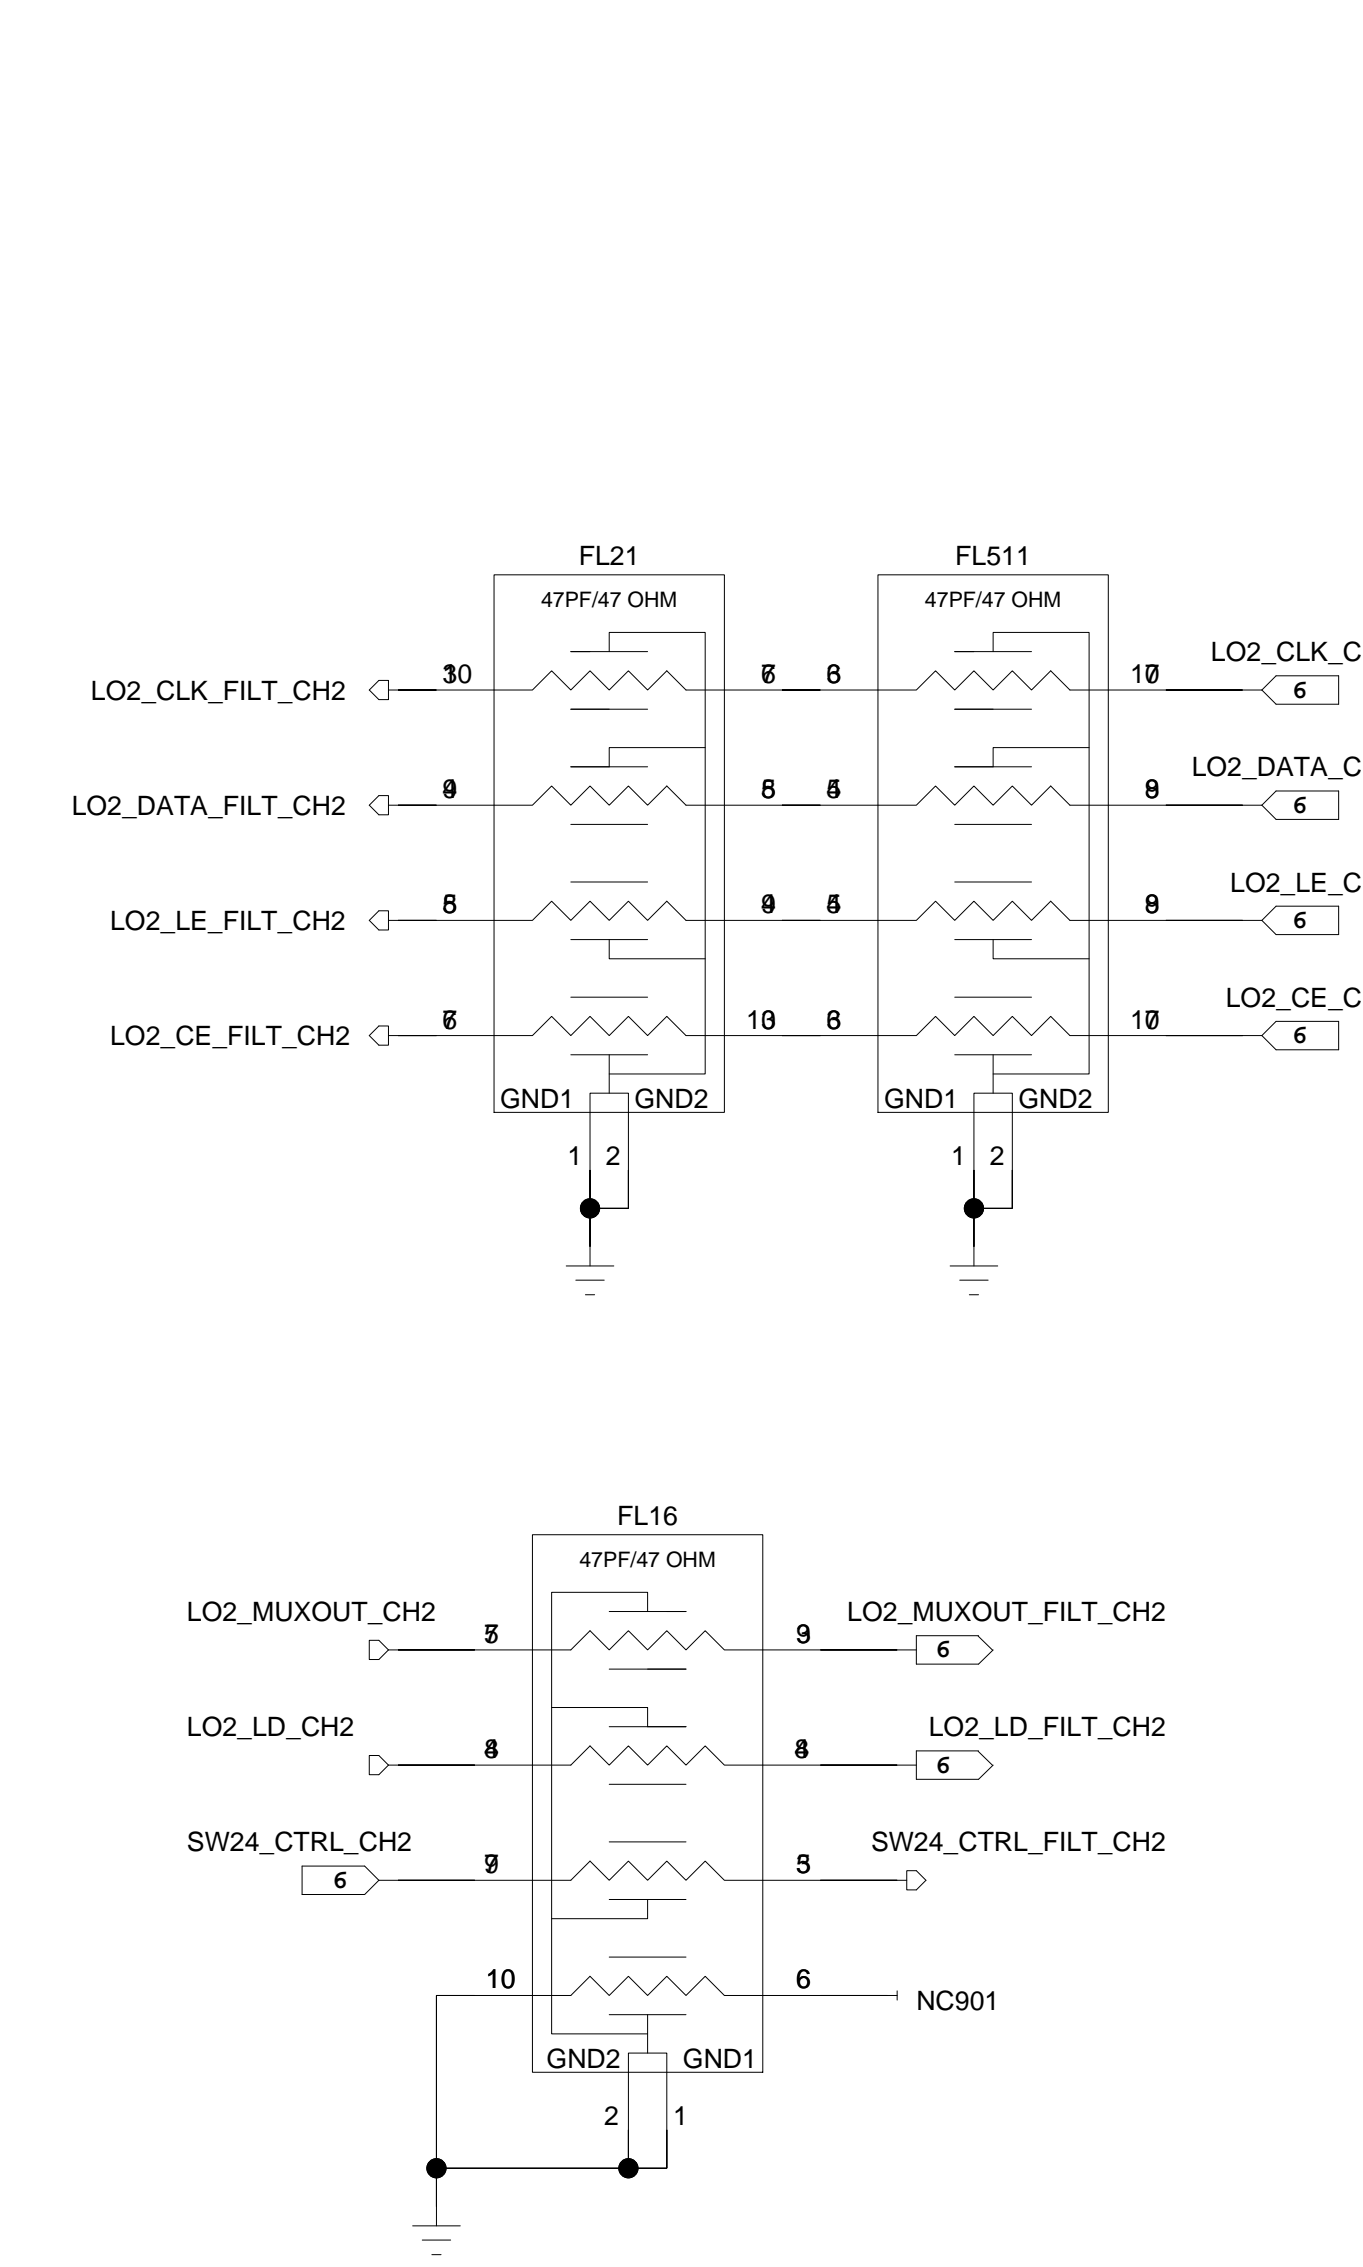 FL21
FL511
47PF/47 OHM
47PF/47 OHM
LO2_CLK_C
LO2_CLK_FILT_CH2
6
LO2_DATA_C
LO2_DATA_FILT_CH2
6
LO2_LE_C
LO2_LE_FILT_CH2
6
LO2_CE_C
LO2_CE_FILT_CH2
6
GND1 GND2
GND1 GND2
1 2
1 2
FL16
47PF/47 OHM
LO2_MUXOUT_CH2
LO2_MUXOUT_FILT_CH2
6
LO2_LD_CH2
LO2_LD_FILT_CH2
6
SW24_CTRL_CH2
SW24_CTRL_FILT_CH2
6
10
6
NC901
GND2 GND1
2 1